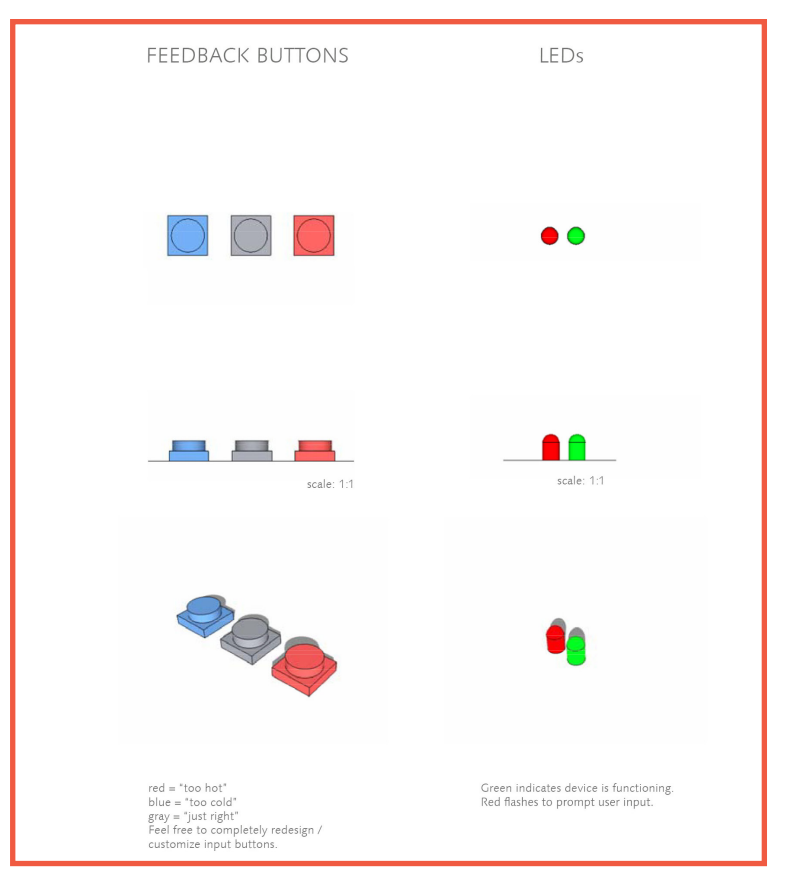 FEEDBACK BUTTONS
LEDs
scale: 1:1
scale: 1:1
red = “too hot”
blue = “too cold”
gray = “just right”
Feel free to completely redesign /
customize input buttons.
Green indicates device is functioning.
Red flashes to prompt user input.